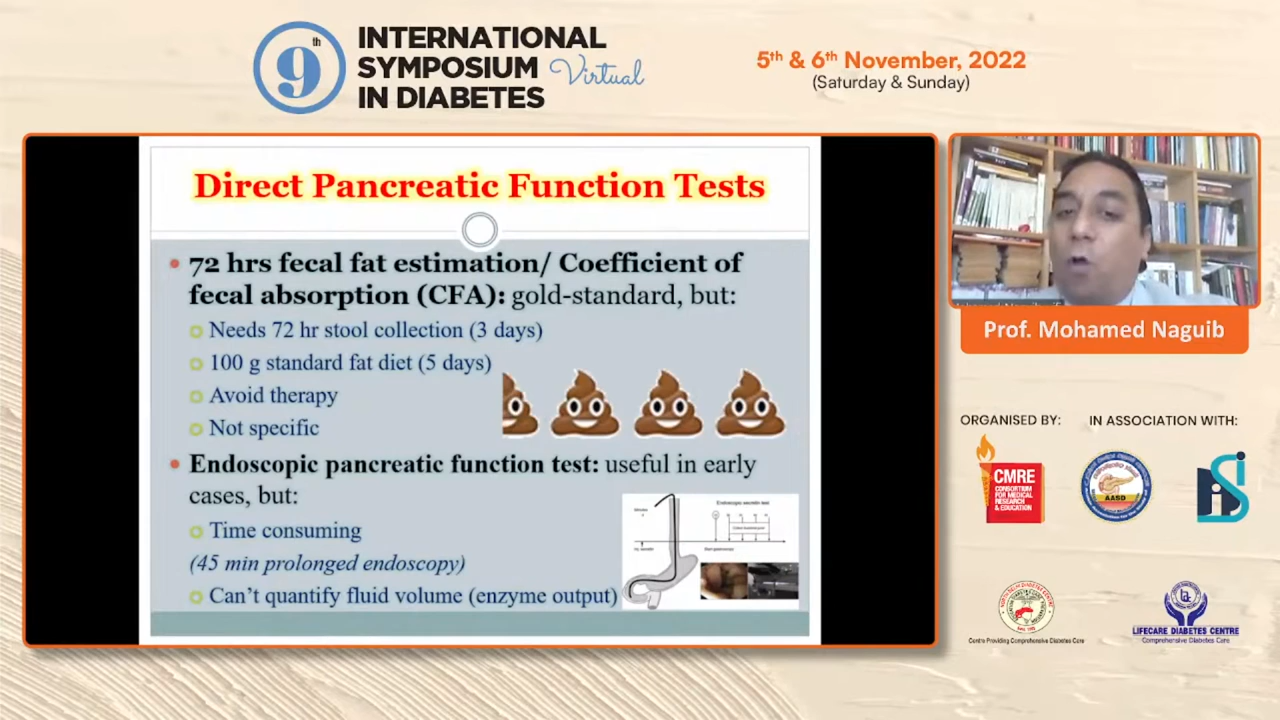 9th
INTERNATIONAL
SYMPOSIUM Virtual
IN DIABETES
5th & 6th November, 2022
(Saturday & Sunday)
Direct Pancreatic Function Tests
• 72 hrs fecal fat estimation/ Coefficient of
fecal absorption (CFA): gold-standard, but:
Needs 72 hr stool collection (3 days)
100 g standard fat diet (5 days)
Avoid therapy
Not specific
• Endoscopic pancreatic function test: useful in early
cases, but:
Time consuming
(45 min prolonged endoscopy)
Can't quantify fluid volume (enzyme output)
Endoscopic secretin test
Prof. Mohamed Naguib
ORGANISED BY:
IN ASSOCIATION WITH:
CMRE
CONSORTIUM
FOR MEDICAL
RESEARCH
& EDUCATION
AASD
Centre Providing Comprehensive Diabetes Care
LIFECARE DIABETES CENTRE
Comprehensive Diabetes Care